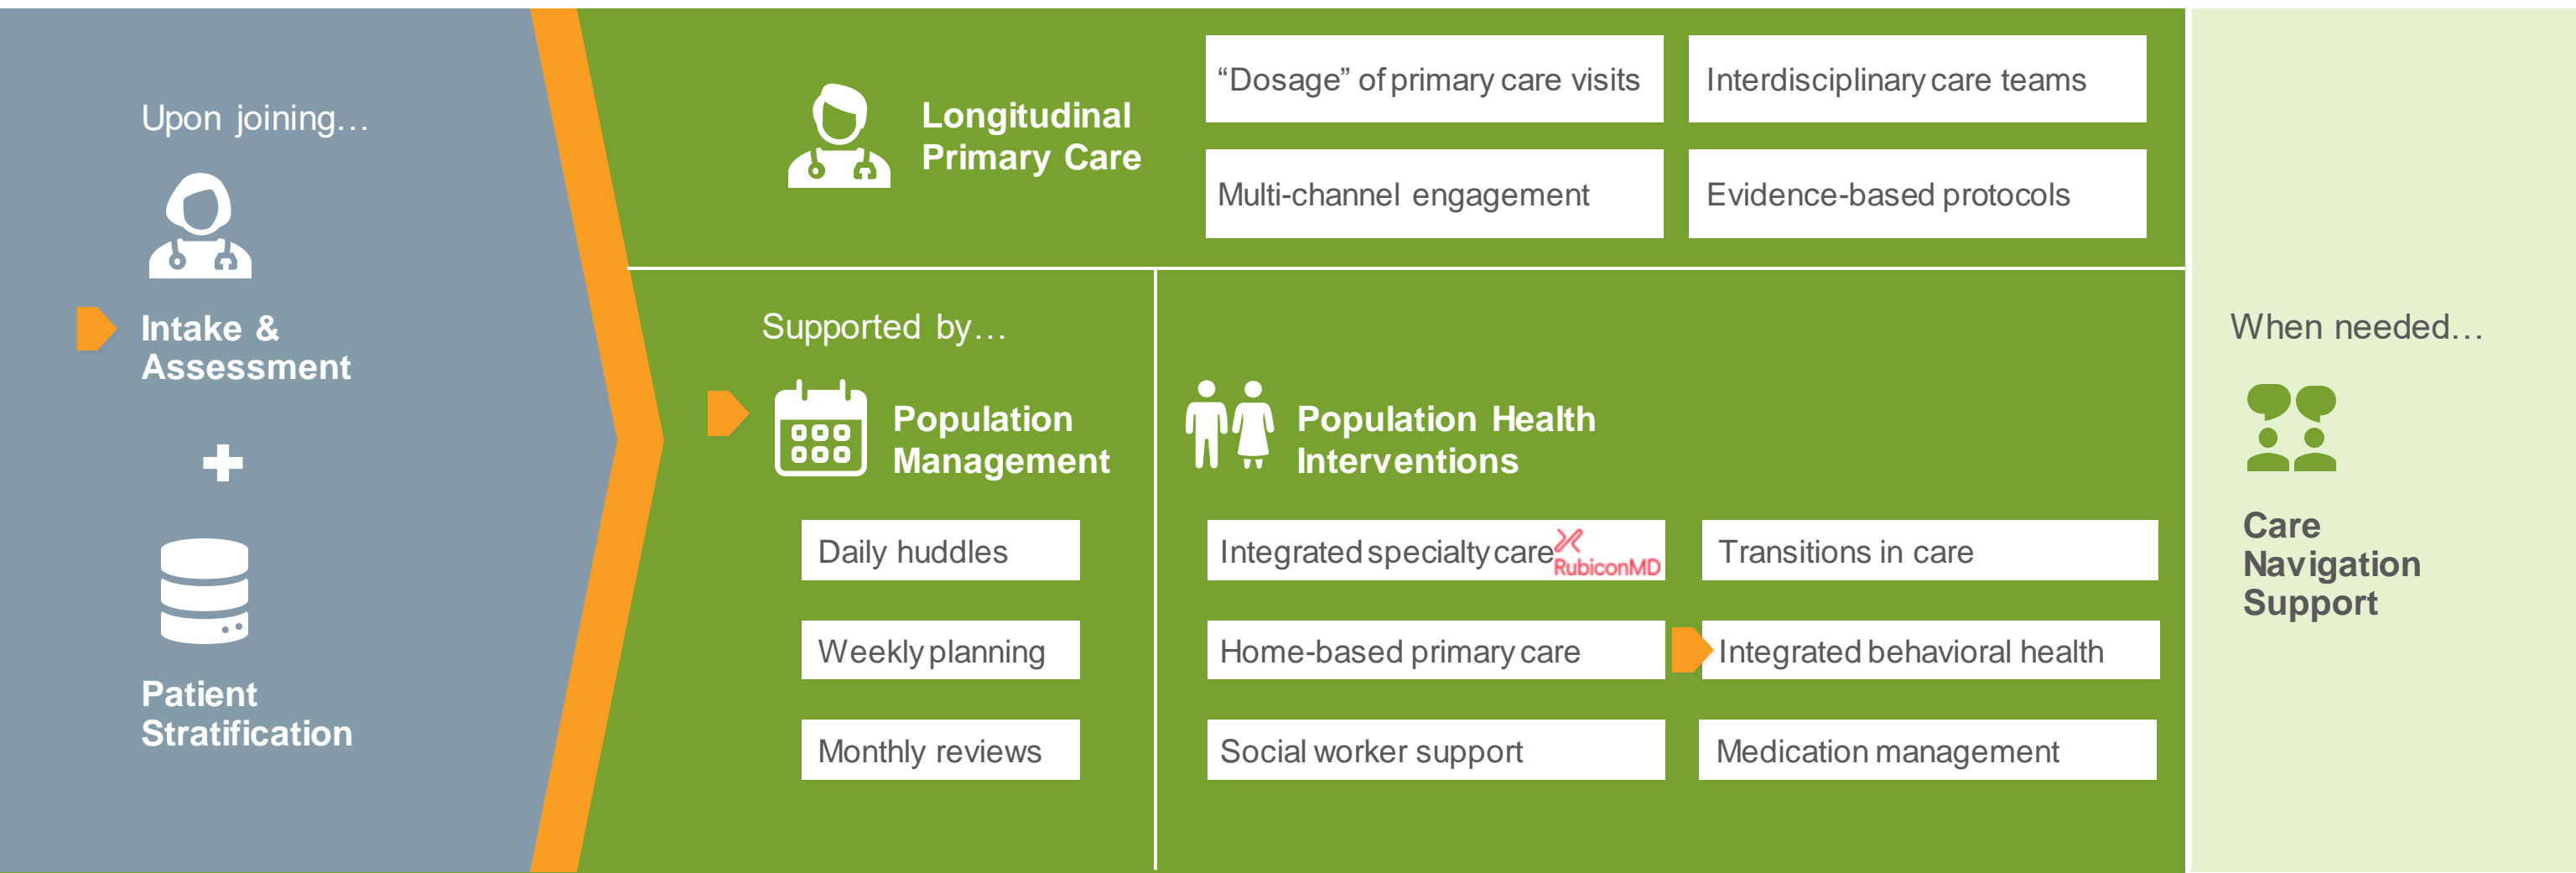 Upon joining…
Intake &
Assessment
Patient
Stratification
Longitudinal
Primary Care
“Dosage” of primary care visits
Interdisciplinary care teams
Multi-channel engagement
Evidence-based protocols
Supported by…
Population
Management
Daily huddles
Weekly planning
Monthly reviews
Population Health
Interventions
Integrated specialty care
RubiconMD
Transitions in care
Home-based primary care
Integrated behavioral health
Social worker support
Medication management
When needed…
Care
Navigation
Support